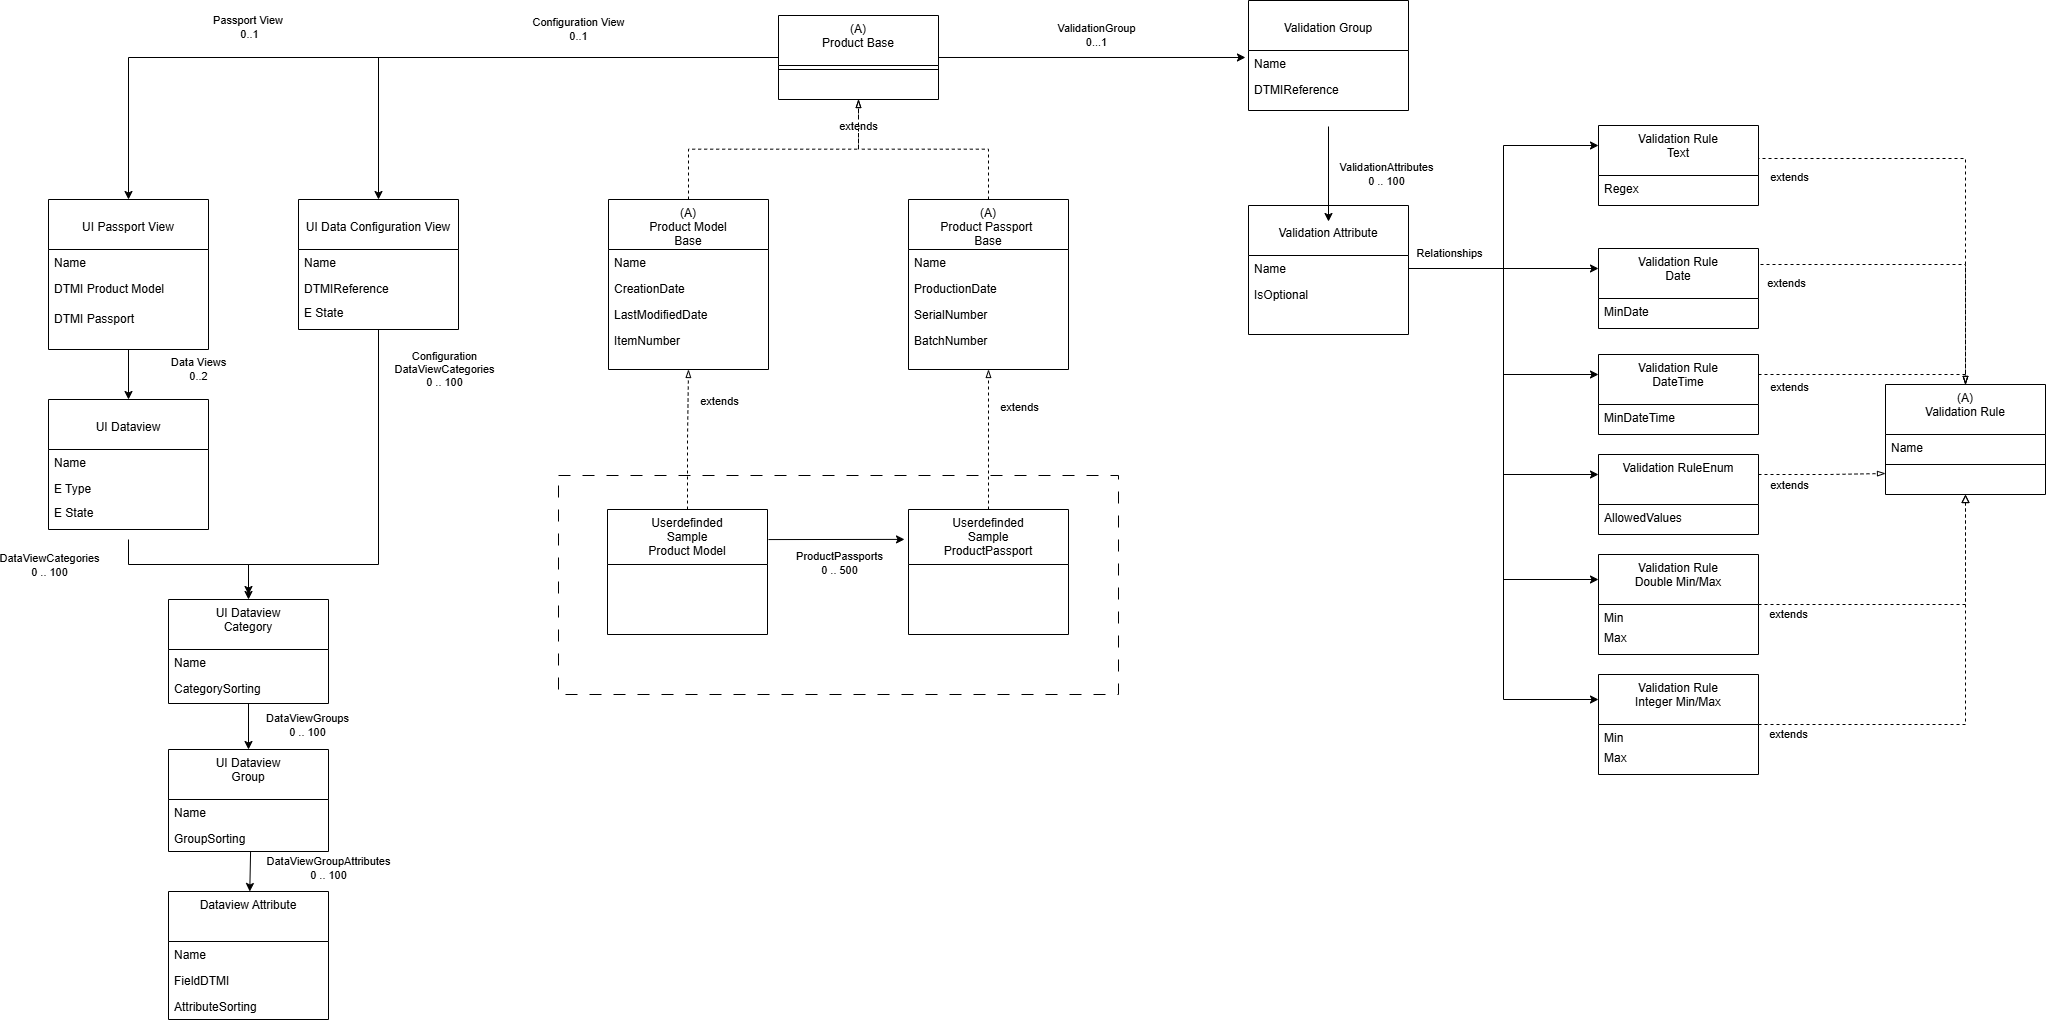 Passport View
0..1
Configuration View
0..1
(A)
Product Base
ValidationGroup
0...1
Validation Group
Name
DTMIReference
extends
ValidationAttributes
0 .. 100
UI Passport View
Name
DTMI Product Model
DTMI Passport
UI Data Configuration View
Name
DTMIReference
E State
(A)
Product Model
Base
Name
CreationDate
LastModifiedDate
ItemNumber
(A)
Product Passport
Base
Name
ProductionDate
SerialNumber
BatchNumber
Validation Attribute
Name
IsOptional
Relationships
Validation Rule
Text
Regex
extends
Validation Rule
Date
MinDate
extends
Validation Rule
DateTime
MinDateTime
extends
(A)
Validation Rule
Name
Validation RuleEnum
AllowedValues
extends
Validation Rule
Double Min/Max
Min
Max
extends
Validation Rule
Integer Min/Max
Min
Max
extends
Data Views
0..2
Configuration
DataViewCategories
0 .. 100
extends
extends
UI Dataview
Name
E Type
E State
Userdefinded
Sample
Product Model
ProductPassports
0 .. 500
Userdefinded
Sample
ProductPassport
DataViewCategories
0 .. 100
UI Dataview
Category
Name
CategorySorting
DataViewGroups
0 .. 100
UI Dataview
Group
Name
GroupSorting
DataViewGroupAttributes
0 .. 100
Dataview Attribute
Name
FieldDTMI
AttributeSorting